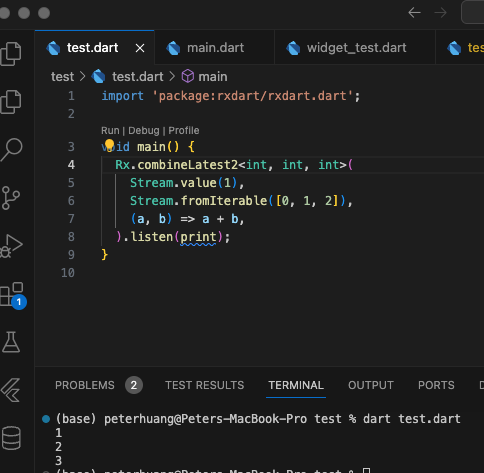 test.dart
main.dart
widget_test.dart
tes
test > test.dart > main
1 import 'package:rxdart/rxdart.dart';
2
Run | Debug | Profile
3 void main() {
4 Rx.combineLatest2<int, int, int>(
5 Stream.value(1),
6 Stream.fromIterable([0, 1, 2]),
7 (a, b) => a + b,
8 ).listen(print);
9 }
10
1
PROBLEMS 2 TEST RESULTS TERMINAL OUTPUT PORTS D
(base) peterhuang@Peters-MacBook-Pro test % dart test.dart
1
2
3
(base) peterhuang@Peters-MacBook-Pro test %